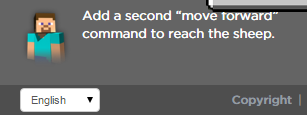 Add a second “move forward”
command to reach the sheep.
English
Copyright |